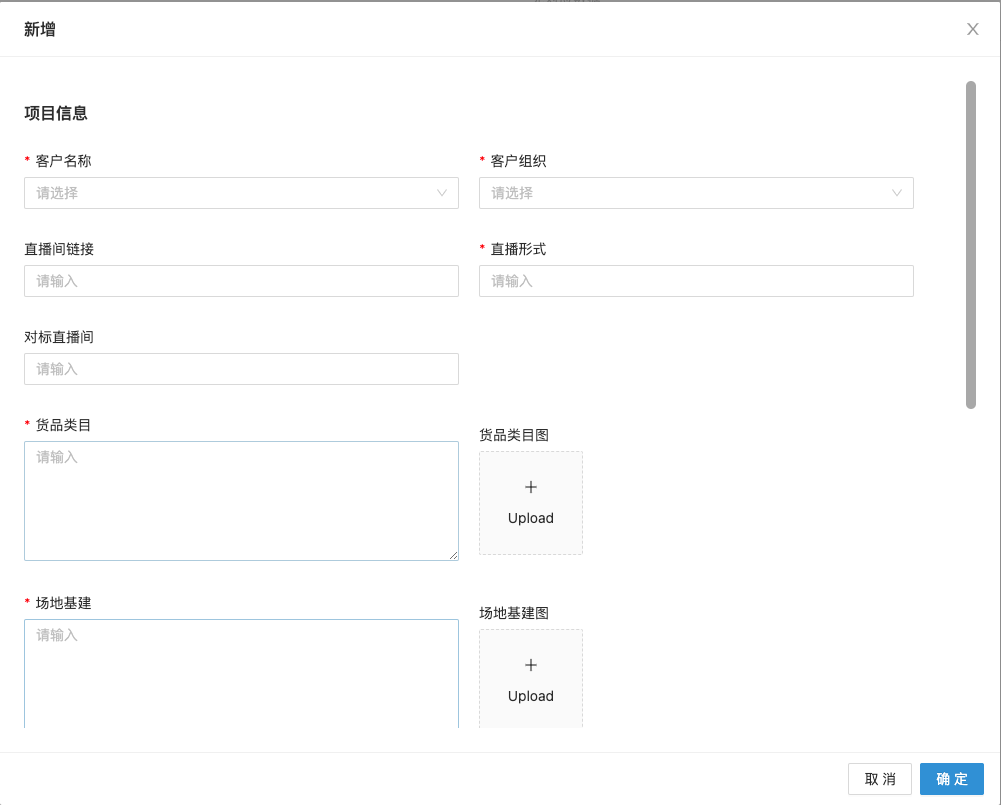 新增
项目信息
* 客户名称
* 客户组织
请选择
请选择
直播间链接
* 直播形式
请输入
请输入
对标直播间
请输入
* 货品类目
货品类目图
请输入
Upload
* 场地基建
场地基建图
请输入
Upload
取 消
确 定